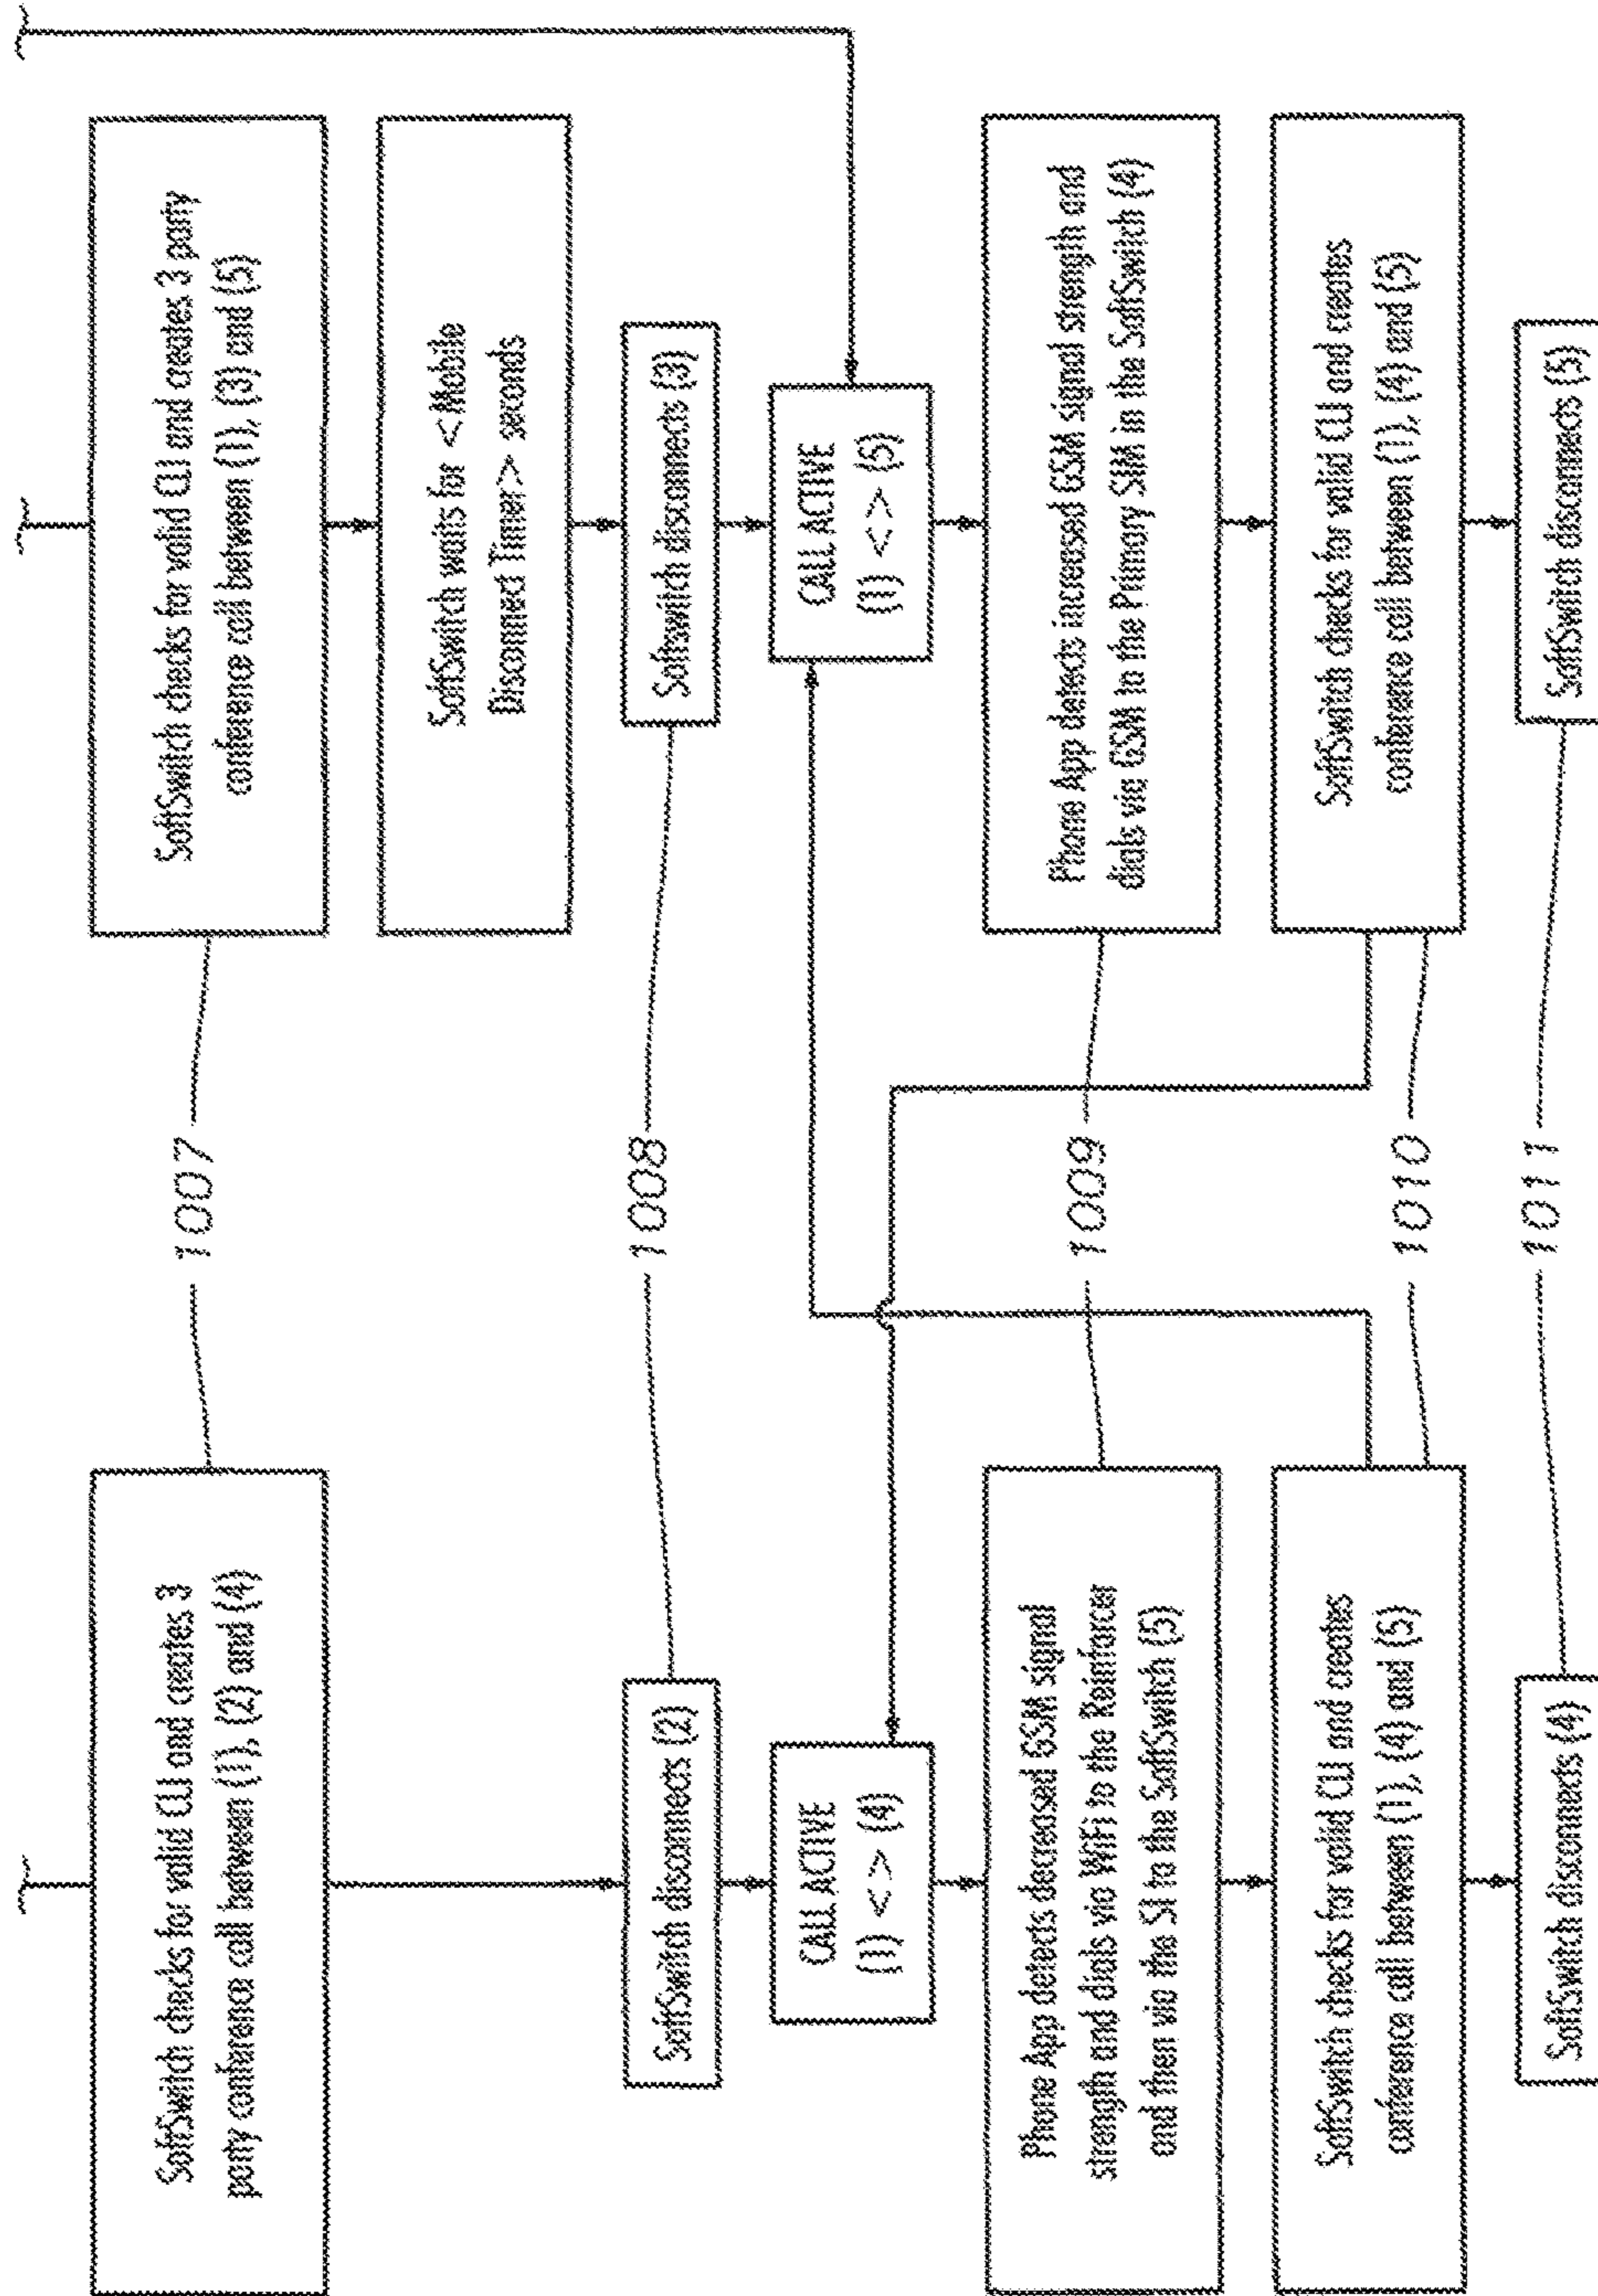 SoftSwitch checks for valid CLI and creates 3
party conference call between (1), (2) and (4)
1007
SoftSwitch checks for valid CLI and creates 3 party
conference call between (1), (3) and (5)
SoftSwitch waits for <Mobile
Disconnect Timer> seconds
SoftSwitch disconnects (2)
1008
Softswitch disconnects (3)
CALL ACTIVE
(1) <> (4)
CALL ACTIVE
(1) <> (5)
Phone App detects decreased GSM signal
strength and dials via WiFi to the Reinforcer
and then via the SI to the SoftSwitch (5)
1009
Phone App detects increased GSM signal strength and
dials via GSM to the Primary SIM in the SoftSwitch (4)
SoftSwitch checks for valid CLI and creates
conference call between (1), (4) and (5)
1010
SoftSwitch checks for valid CLI and creates
conference call between (1), (4) and (5)
SoftSwitch disconnects (4)
1011
SoftSwitch disconnects (5)